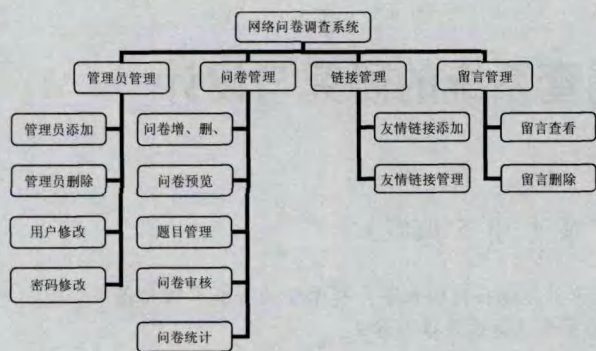 网络问卷调查系统
管理员管理
问卷管理
链接管理
留言管理
管理员添加
问卷增、删、
友情链接添加
留言查看
管理员删除
问卷预览
友情链接管理
留言删除
用户修改
题目管理
密码修改
问卷审核
问卷统计